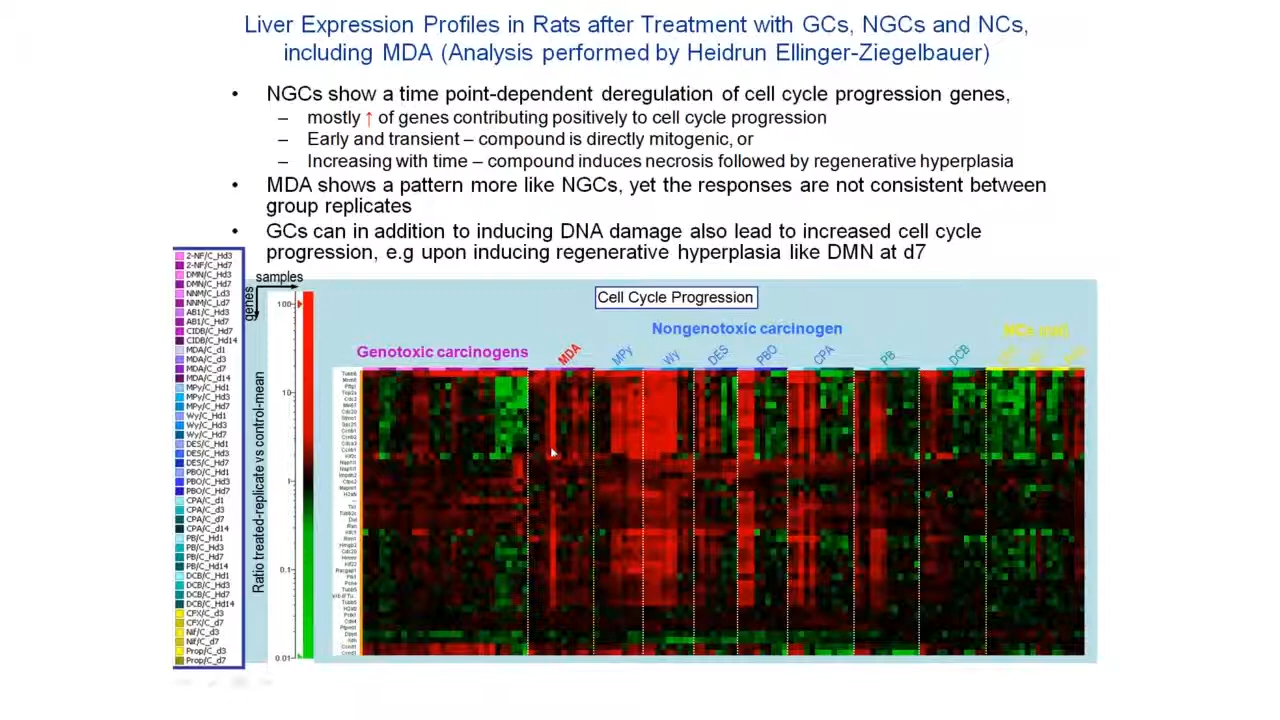 Liver Expression Profiles in Rats after Treatment with GCs, NGCs and NCs,
including MDA (Analysis performed by Heidrun Ellinger-Ziegelbauer)
• NGCs show a time point-dependent deregulation of cell cycle progression genes,
– mostly ↑ of genes contributing positively to cell cycle progression
– Early and transient – compound is directly mitogenic, or
– Increasing with time – compound induces necrosis followed by regenerative hyperplasia
• MDA shows a pattern more like NGCs, yet the responses are not consistent between
group replicates
• GCs can in addition to inducing DNA damage also lead to increased cell cycle
progression, e.g upon inducing regenerative hyperplasia like DMN at d7
2-NF/C_Hd3
2-NF/C_Hd7
DMN/C_Hd3
DMN/C_Hd7
NNM/C_Ld3
NNM/C_Ld7
AB1/C_Hd3
AB1/C_Hd7
CIDB/C_Hd7
CIDB/C_Hd14
MDA/C_d1
MDA/C_d3
MDA/C_d7
MDA/C_d14
MPy/C_Hd1
MPy/C_Hd3
MPy/C_Hd7
Wy/C_Hd1
Wy/C_Hd3
Wy/C_Hd7
DES/C_Hd1
DES/C_Hd3
DES/C_Hd7
PBO/C_Hd1
PBO/C_Hd3
PBO/C_Hd7
CPA/C_d1
CPA/C_d3
CPA/C_d7
CPA/C_d14
PB/C_Hd1
PB/C_Hd3
PB/C_Hd7
PB/C_Hd14
DCB/C_Hd1
DCB/C_Hd3
DCB/C_Hd7
DCB/C_Hd14
CFX/C_d3
CFX/C_d7
Nif/C_d3
Nif/C_d7
Prop/C_d3
Prop/C_d7
samples
genes
Ratio treated-replicate vs control-mean
100
10
1
0.1
0.01
Cell Cycle Progression
Nongenotoxic carcinogen
Genotoxic carcinogens
MDA
MPy
Wy
DES
PBO
CPA
PB
DCB
NCs